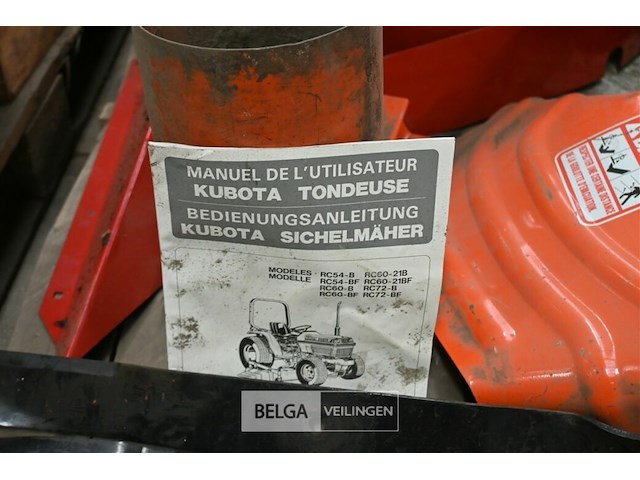 MANUEL DE L'UTILISATEUR
KUBOTA TONDEUSE
BEDIENUNGSANLEITUNG
KUBOTA SICHELMÄHER
MODELES RC54-B RC60-21B
MODELLE RC54-BF RC60-21BF
RC60-B RC72-B
RC60-BF RC72-BF
BELGA VEILINGEN